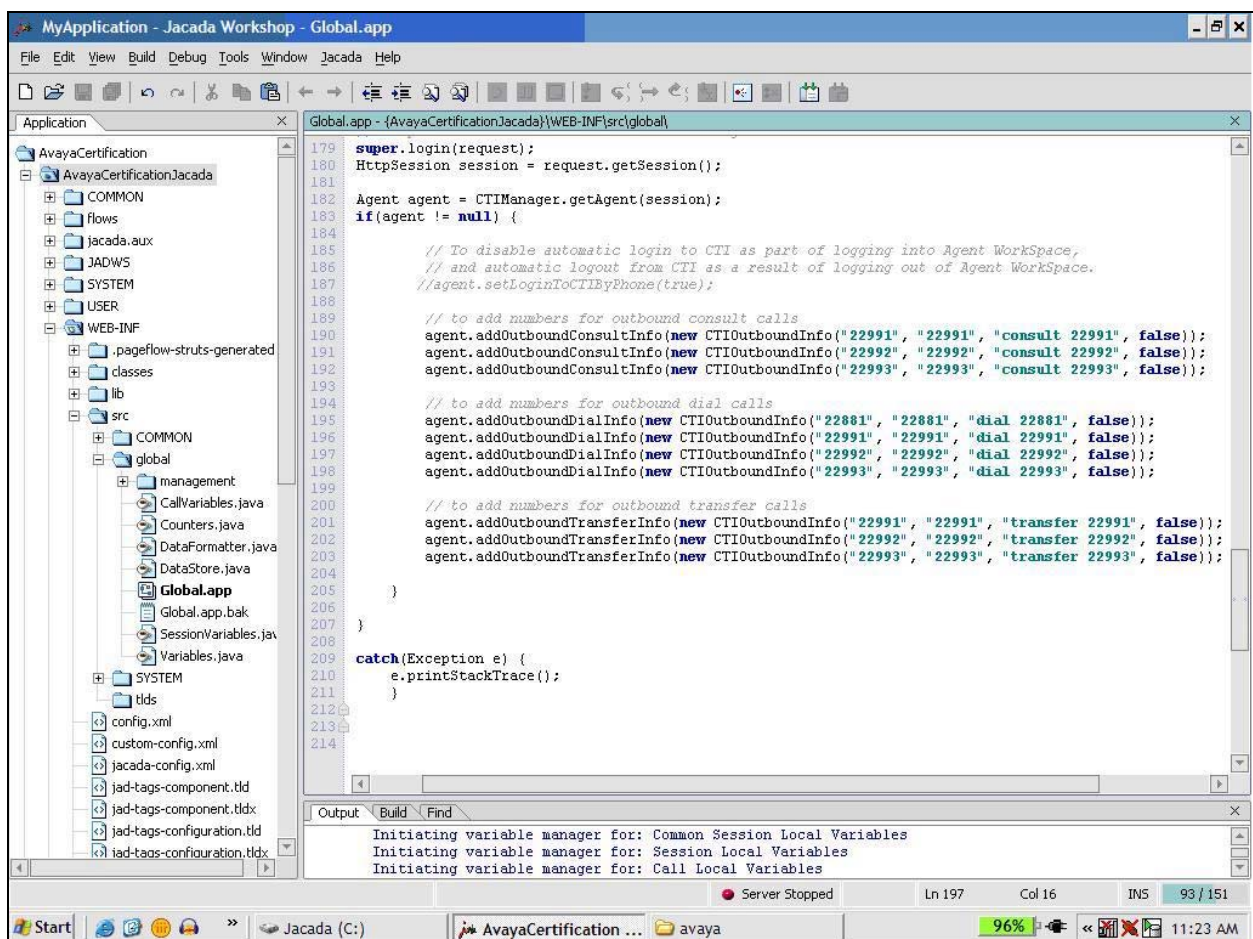 MyApplication - Jacada Workshop - Global.app
File Edit View Build Debug Tools Window Jacada Help
Application
AvayaCertification
AvayaCertificationJacada
COMMON
flows
jacada.aux
JADWS
SYSTEM
USER
WEB-INF
.pageflow-struts-generated
classes
lib
src
COMMON
global
management
CallVariables.java
Counters.java
DataFormatter.java
DataStore.java
Global.app
Global.app.bak
SessionVariables.jav
Variables.java
SYSTEM
tlds
config.xml
custom-config.xml
jacada-config.xml
jad-tags-component.tld
jad-tags-component.tldx
jad-tags-configuration.tld
jad-tags-configuration.tldx
Global.app - {AvayaCertificationJacada}\WEB-INF\src\global\
179 super.login(request);
180 HttpSession session = request.getSession();
181
182 Agent agent = CTIManager.getAgent(session);
183 if(agent != null) {
184
185 // To disable automatic login to CTI as part of logging into Agent WorkSpace,
186 // and automatic logout from CTI as a result of logging out of Agent WorkSpace.
187 //agent.setLoginToCTIByPhone(true);
188
189 // to add numbers for outbound consult calls
190 agent.addOutboundConsultInfo(new CTIOutboundInfo("22991", "22991", "consult 22991", false));
191 agent.addOutboundConsultInfo(new CTIOutboundInfo("22992", "22992", "consult 22992", false));
192 agent.addOutboundConsultInfo(new CTIOutboundInfo("22993", "22993", "consult 22993", false));
193
194 // to add numbers for outbound dial calls
195 agent.addOutboundDialInfo(new CTIOutboundInfo("22881", "22881", "dial 22881", false));
196 agent.addOutboundDialInfo(new CTIOutboundInfo("22991", "22991", "dial 22991", false));
197 agent.addOutboundDialInfo(new CTIOutboundInfo("22992", "22992", "dial 22992", false));
198 agent.addOutboundDialInfo(new CTIOutboundInfo("22993", "22993", "dial 22993", false));
199
200 // to add numbers for outbound transfer calls
201 agent.addOutboundTransferInfo(new CTIOutboundInfo("22991", "22991", "transfer 22991", false));
202 agent.addOutboundTransferInfo(new CTIOutboundInfo("22992", "22992", "transfer 22992", false));
203 agent.addOutboundTransferInfo(new CTIOutboundInfo("22993", "22993", "transfer 22993", false));
204
205 }
206
207 }
208
209 catch(Exception e) {
210 e.printStackTrace();
211 }
212
213
214
Output Build Find
Initiating variable manager for: Common Session Local Variables
Initiating variable manager for: Session Local Variables
Initiating variable manager for: Call Local Variables
Server Stopped Ln 197 Col 16 INS 93 / 151
Start » Jacada (C:) AvayaCertification ... avaya 96% « 11:23 AM